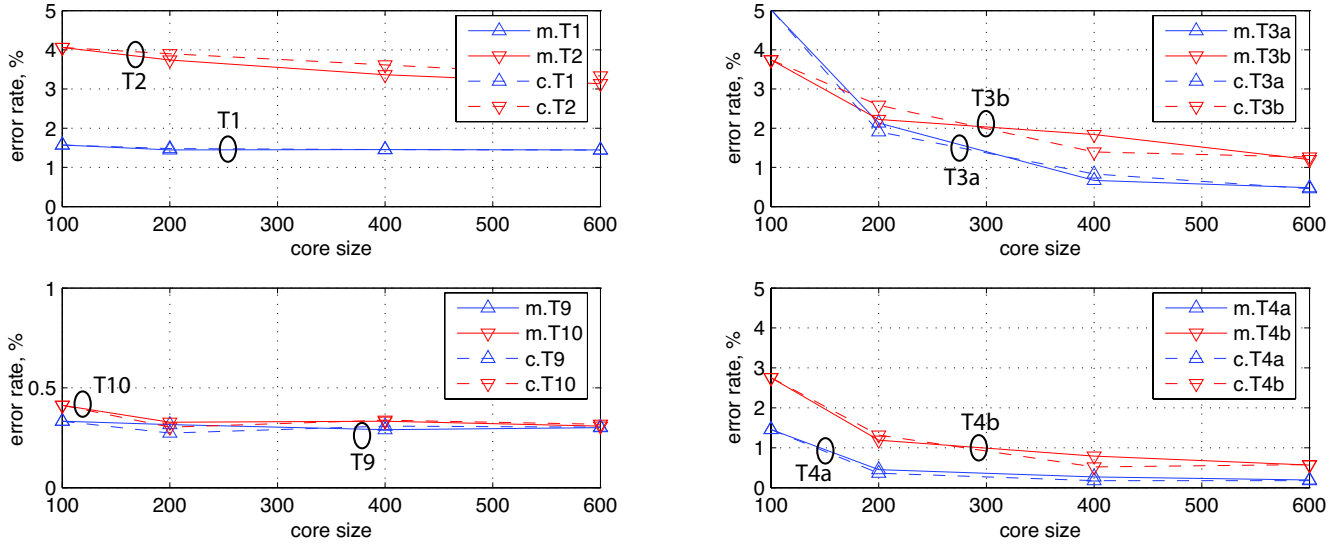 5
4
3
2
1
0
error rate, %
100
200
300
400
500
600
core size
T2
T1
m.T1
m.T2
c.T1
c.T2
5
4
3
2
1
0
error rate, %
100
200
300
400
500
600
core size
T3b
T3a
m.T3a
m.T3b
c.T3a
c.T3b
1
0.5
0
error rate, %
100
200
300
400
500
600
core size
T10
T9
m.T9
m.T10
c.T9
c.T10
5
4
3
2
1
0
error rate, %
100
200
300
400
500
600
core size
T4b
T4a
m.T4a
m.T4b
c.T4a
c.T4b